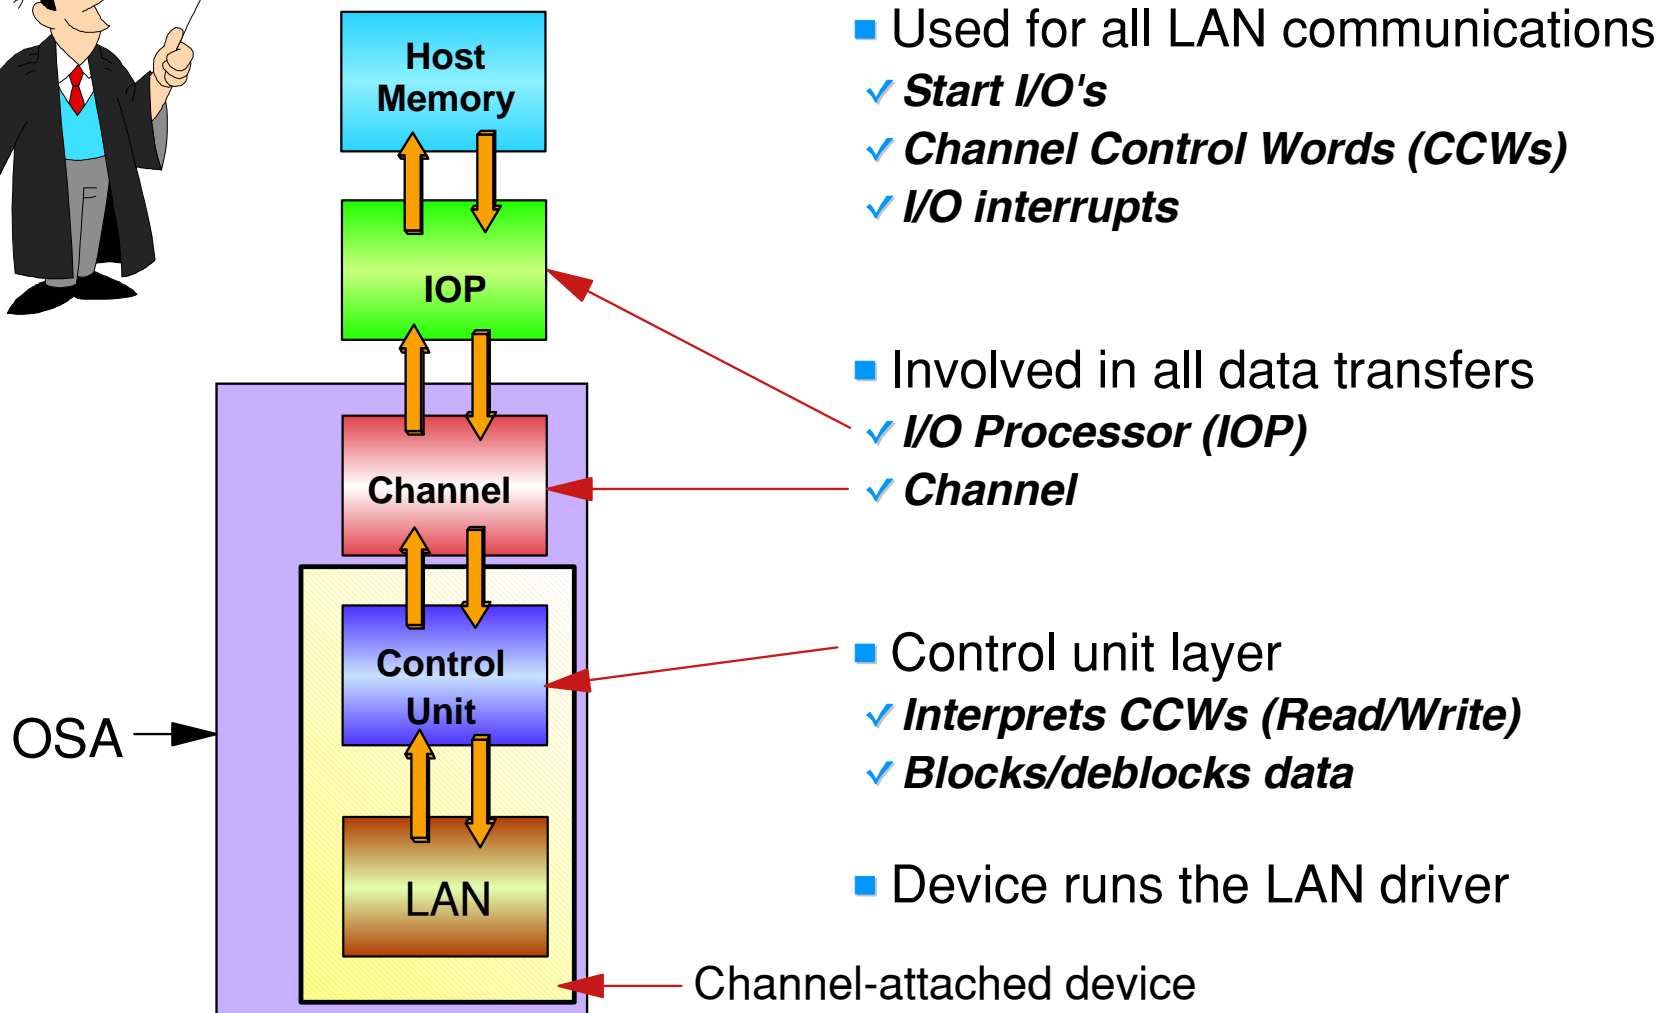 Host
Memory
IOP
Channel
Control
Unit
LAN
OSA
Used for all LAN communications
Start I/O's
Channel Control Words (CCWs)
I/O interrupts
Involved in all data transfers
I/O Processor (IOP)
Channel
Control unit layer
Interprets CCWs (Read/Write)
Blocks/deblocks data
Device runs the LAN driver
Channel-attached device